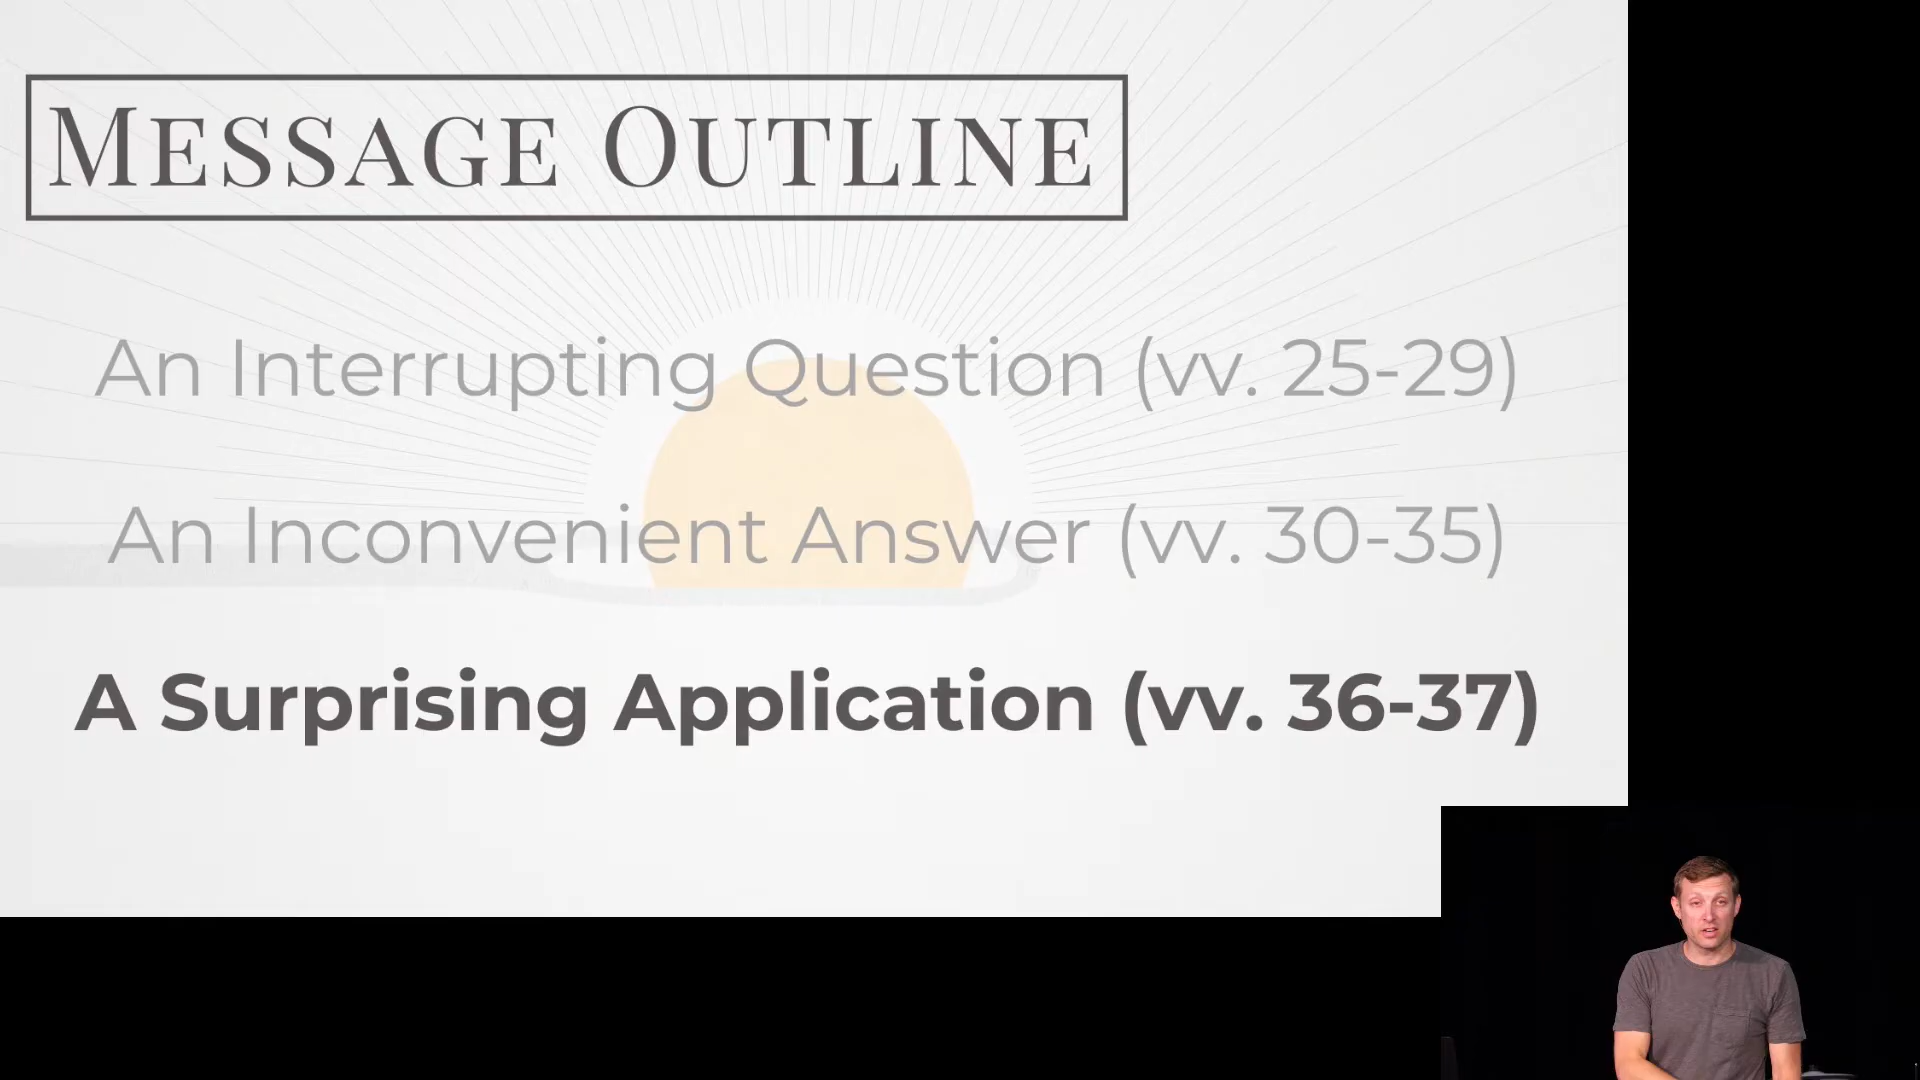 MESSAGE OUTLINE
An Interrupting Question (vv. 25-29)
An Inconvenient Answer (vv. 30-35)
A Surprising Application (vv. 36-37)